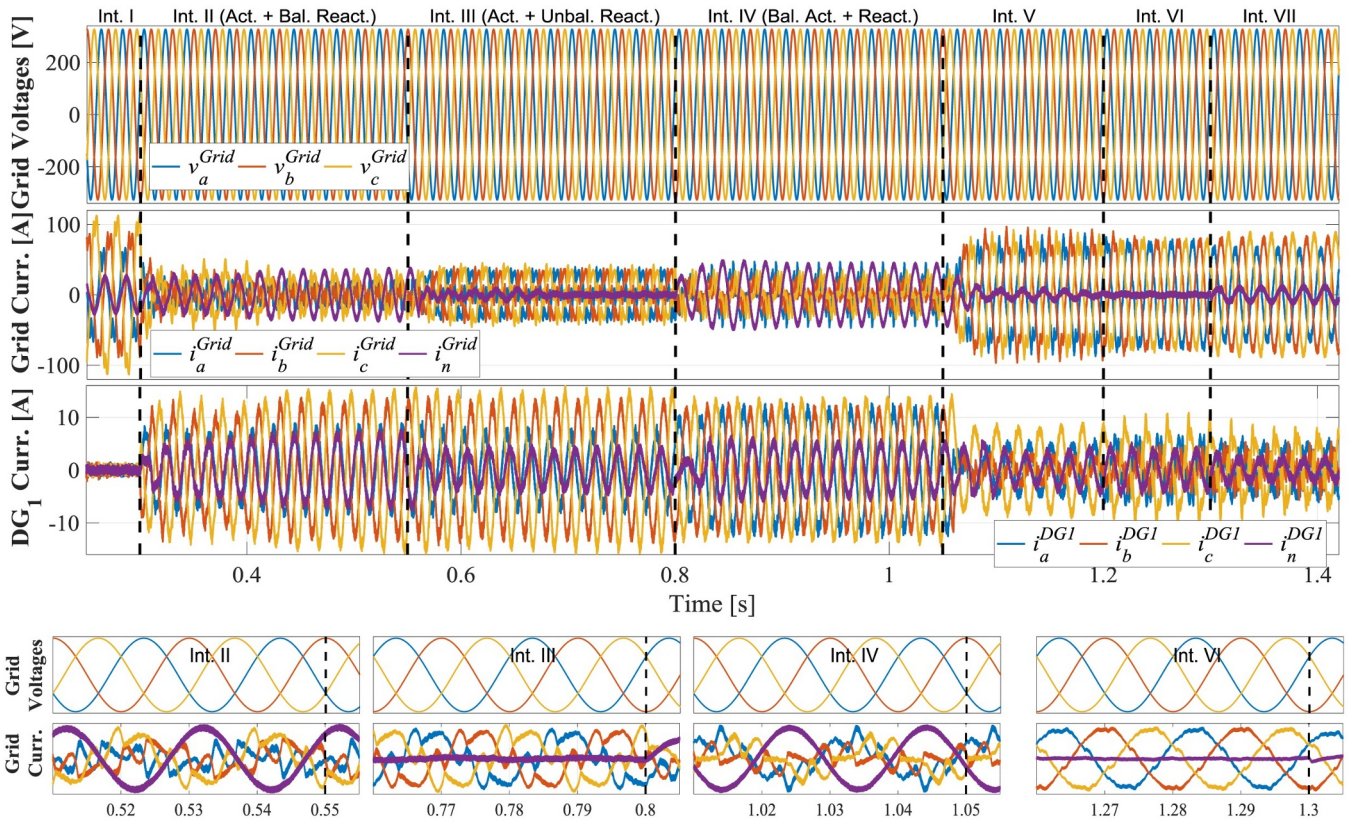 Int. I Int. II (Act. + Bal. React.) Int. III (Act. + Unbal. React.) Int. IV (Bal. Act. + React.) Int. V Int. VI Int. VII
Grid Voltages [V]
200
0
-200
v_a^Grid v_b^Grid v_c^Grid
Grid Curr. [A]
100
0
-100
i_a^Grid i_b^Grid i_c^Grid i_n^Grid
DG_1 Curr. [A]
10
0
-10
i_a^DG1 i_b^DG1 i_c^DG1 i_n^DG1
0.4 0.6 0.8 1 1.2 1.4
Time [s]
Grid
Voltages
Int. II Int. III Int. IV Int. VI
Grid
Curr.
0.52 0.53 0.54 0.55 0.77 0.78 0.79 0.8 1.02 1.03 1.04 1.05 1.27 1.28 1.29 1.3